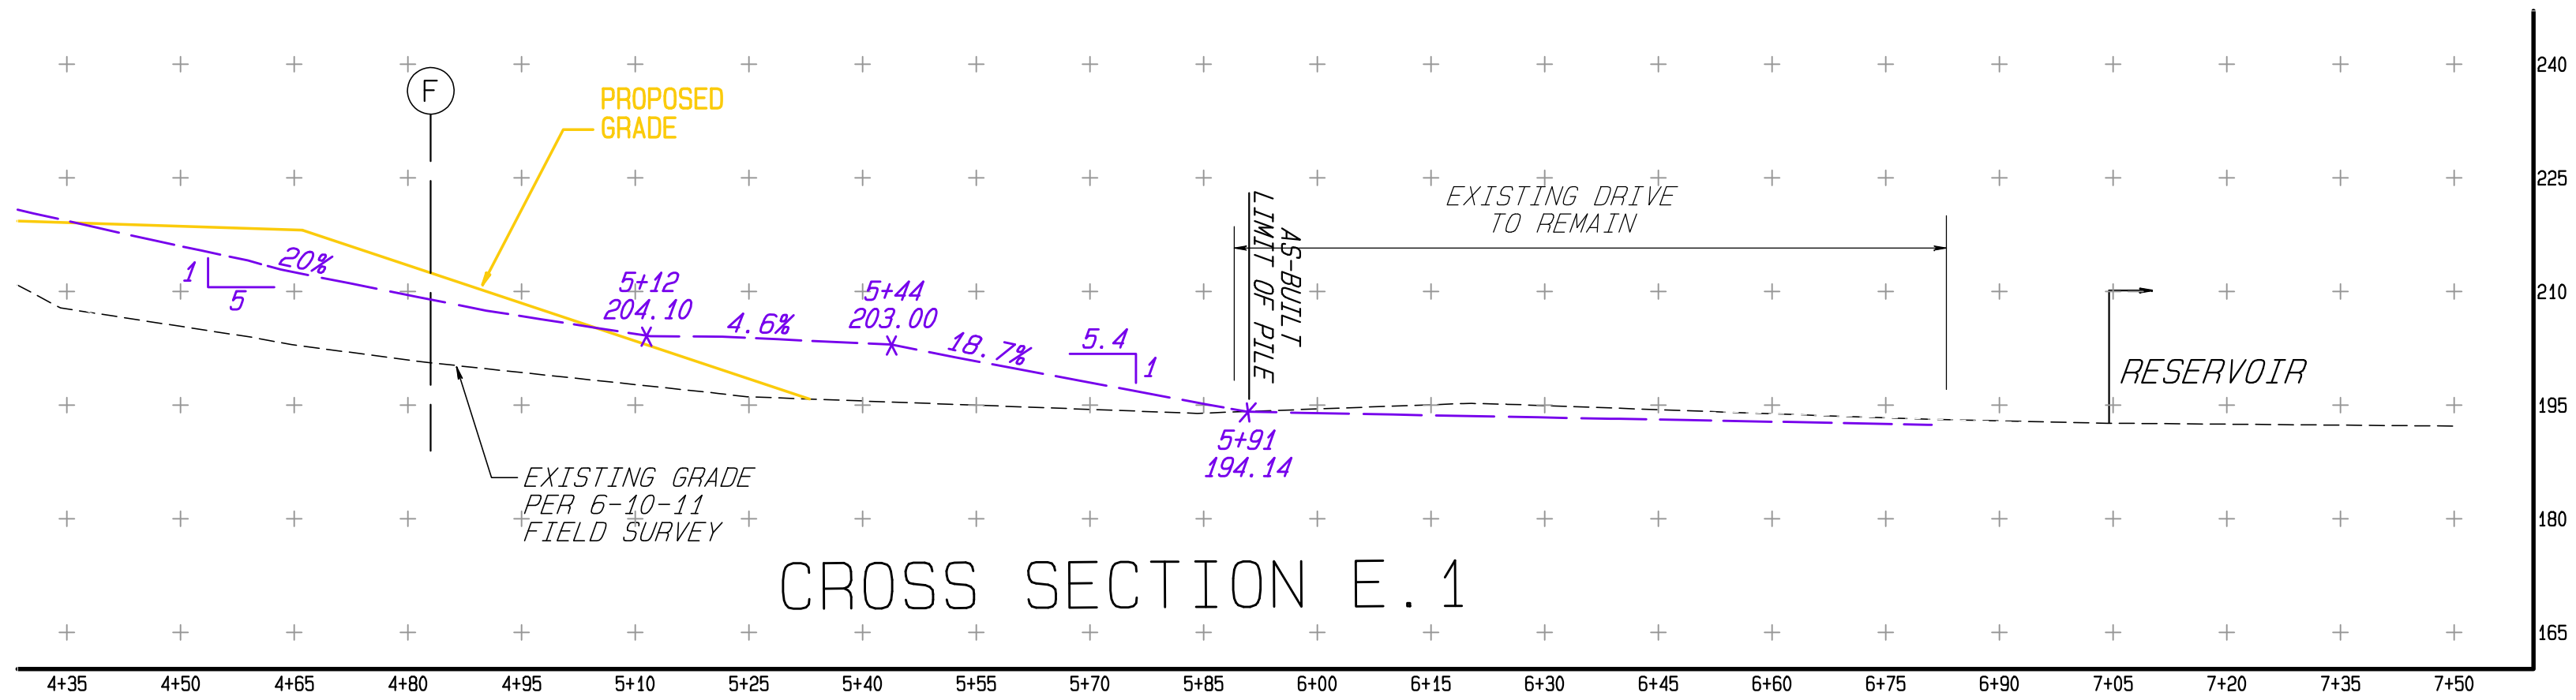 240
F
PROPOSED
GRADE
225
EXISTING DRIVE
TO REMAIN
AS-BUILT
LIMIT OF PILE
20%
1
5
5+12
204.10
4.6%
5+44
203.00
18.7%
5.4
1
210
RESERVOIR
195
5+91
194.14
EXISTING GRADE
PER 6-10-11
FIELD SURVEY
180
CROSS SECTION E.1
165
4+35 4+50 4+65 4+80 4+95 5+10 5+25 5+40 5+55 5+70 5+85 6+00 6+15 6+30 6+45 6+60 6+75 6+90 7+05 7+20 7+35 7+50